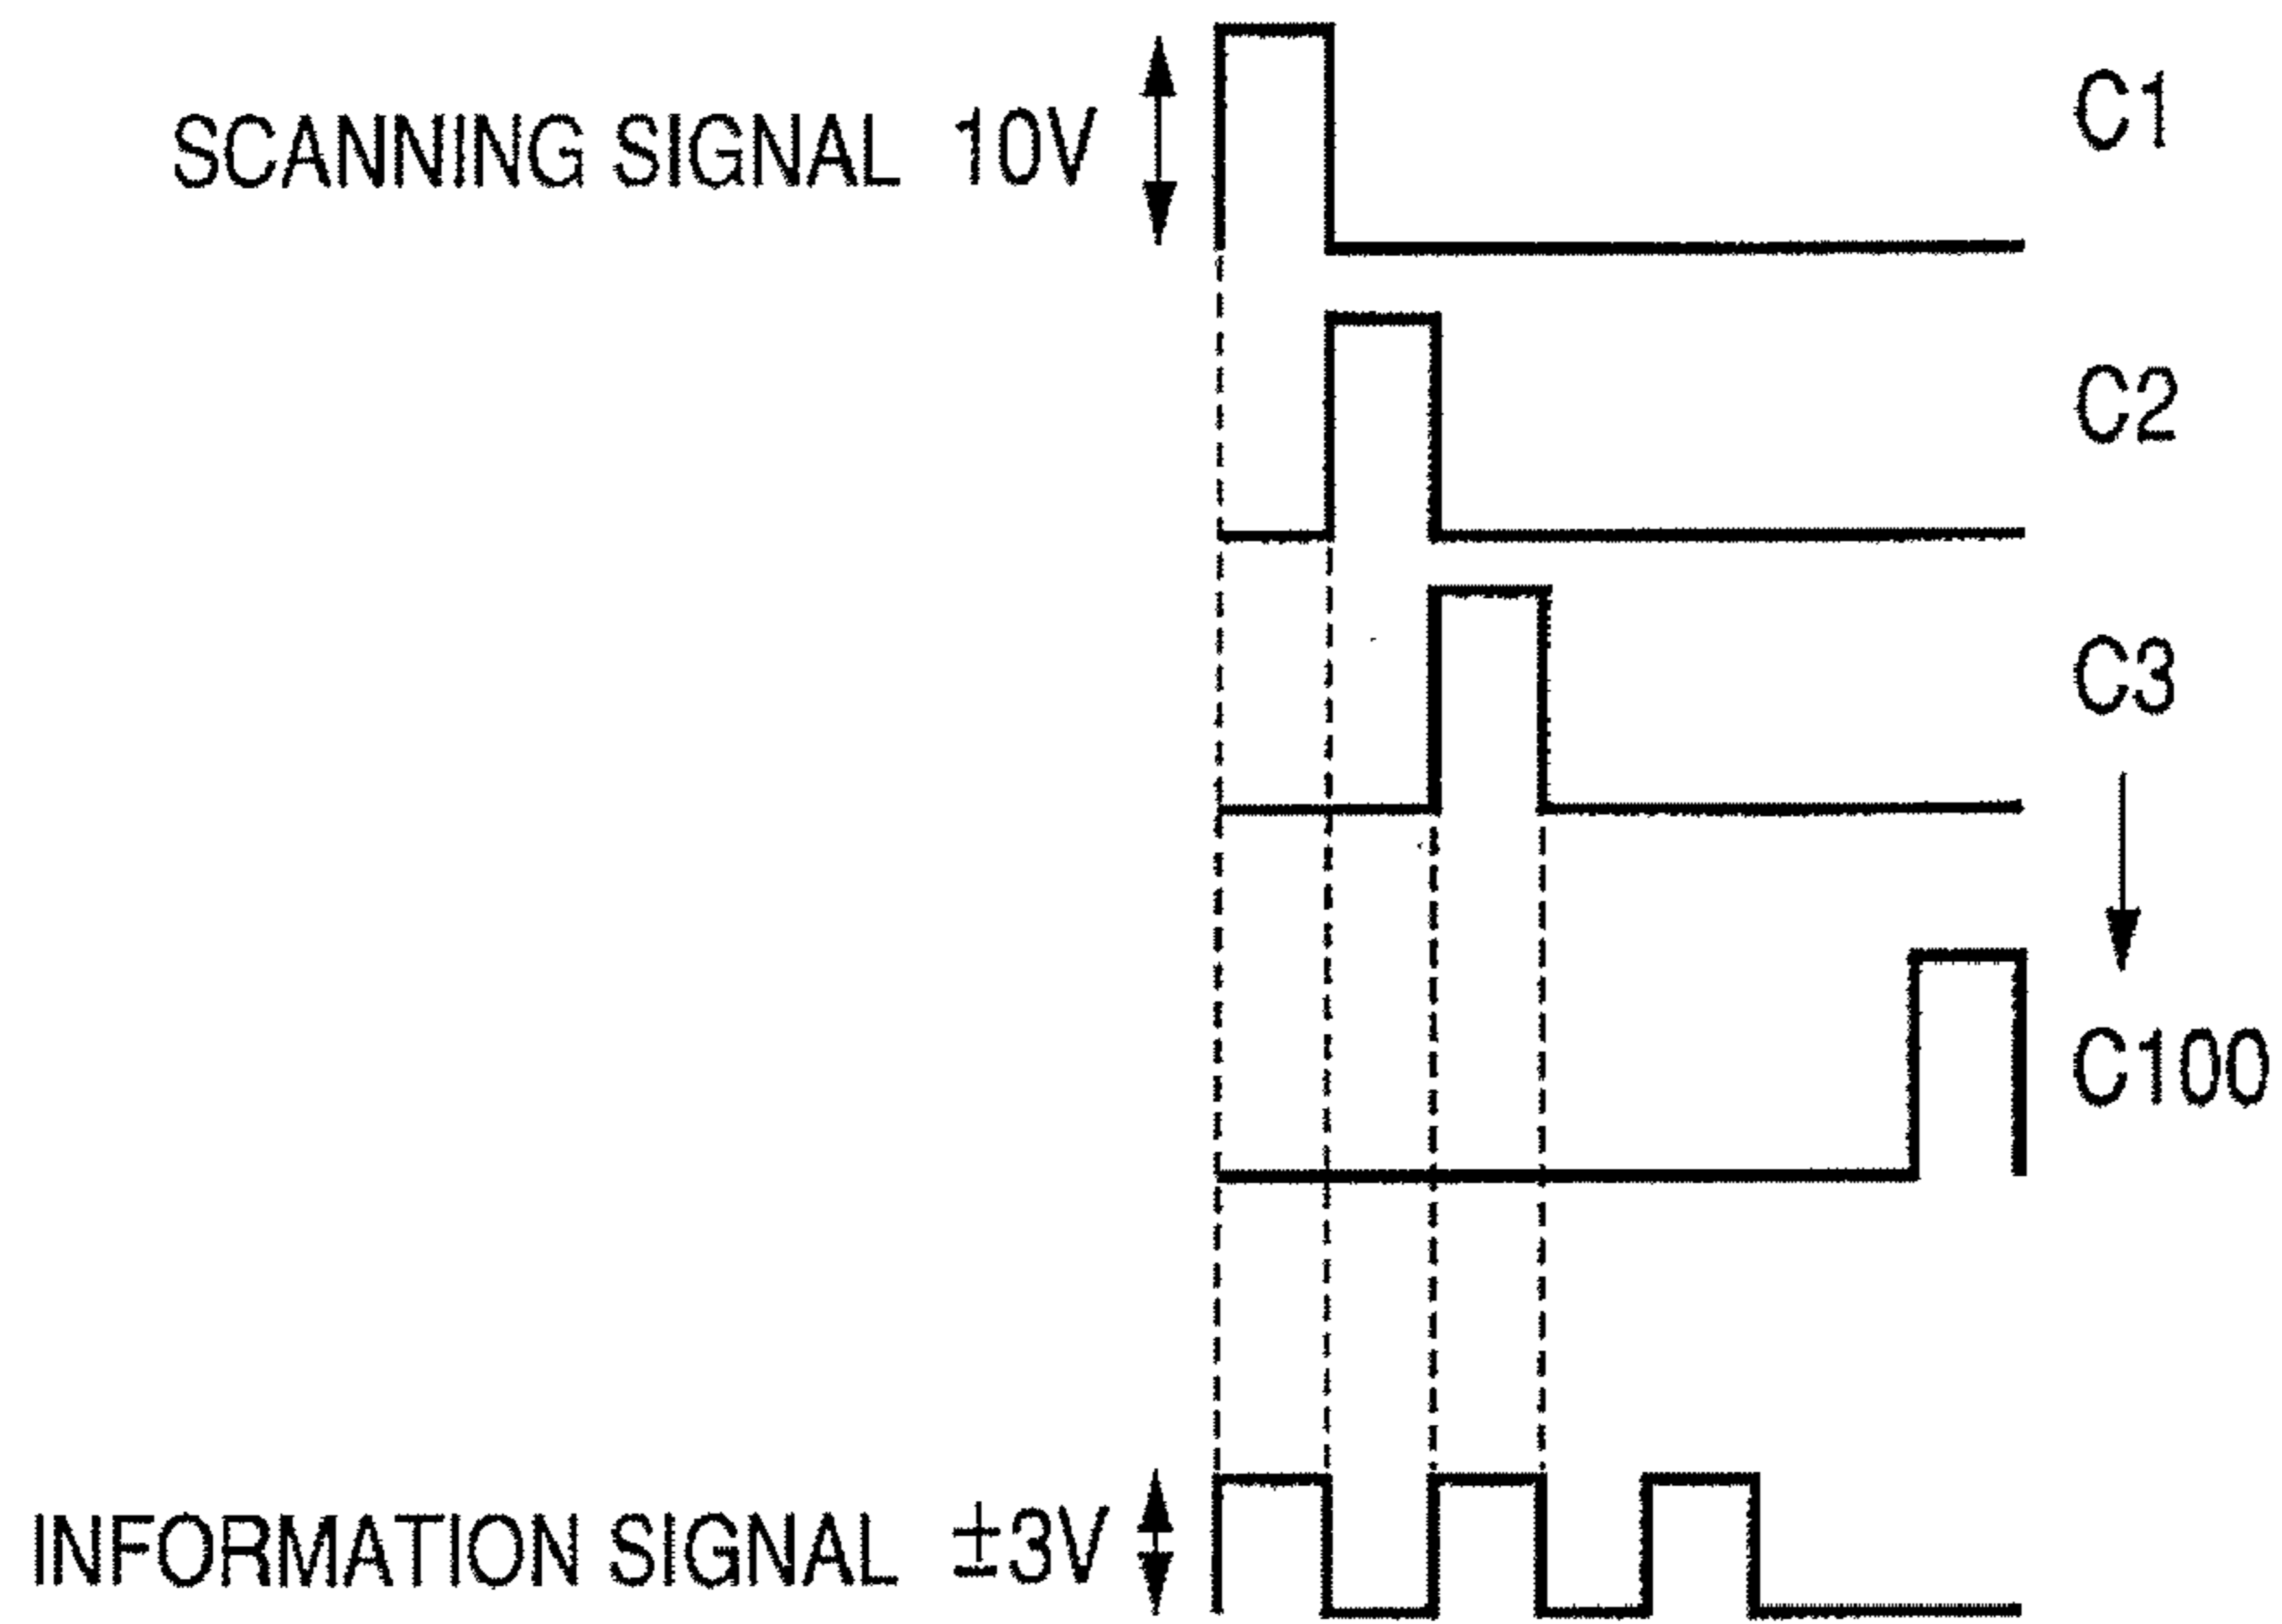 SCANNING SIGNAL 10V
C1
C2
C3
C100
INFORMATION SIGNAL ±3V